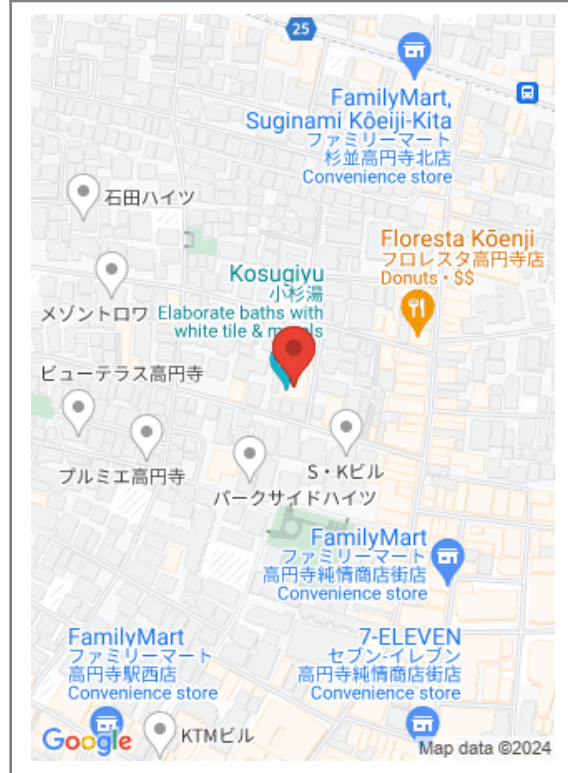 25
FamilyMart,
Suginami Kôeiji-Kita
ファミリーマート
杉並高円寺北店
Convenience store
石田ハイツ
Floresta Kōenji
フロレスタ高円寺店
Donuts・$$
Kosugiyu
小杉湯
Elaborate baths with
white tile &
メゾントロワ
ビューテラス高円寺
プルミエ高円寺
S・Kビル
パークサイドハイツ
FamilyMart
ファミリーマート
高円寺純情商店街店
Convenience store
FamilyMart
ファミリーマート
高円寺駅西店
Convenience store
7-ELEVEN
セブン-イレブン
高円寺純情商店街店
Convenience store
KTMビル
Google
Map data ©2024